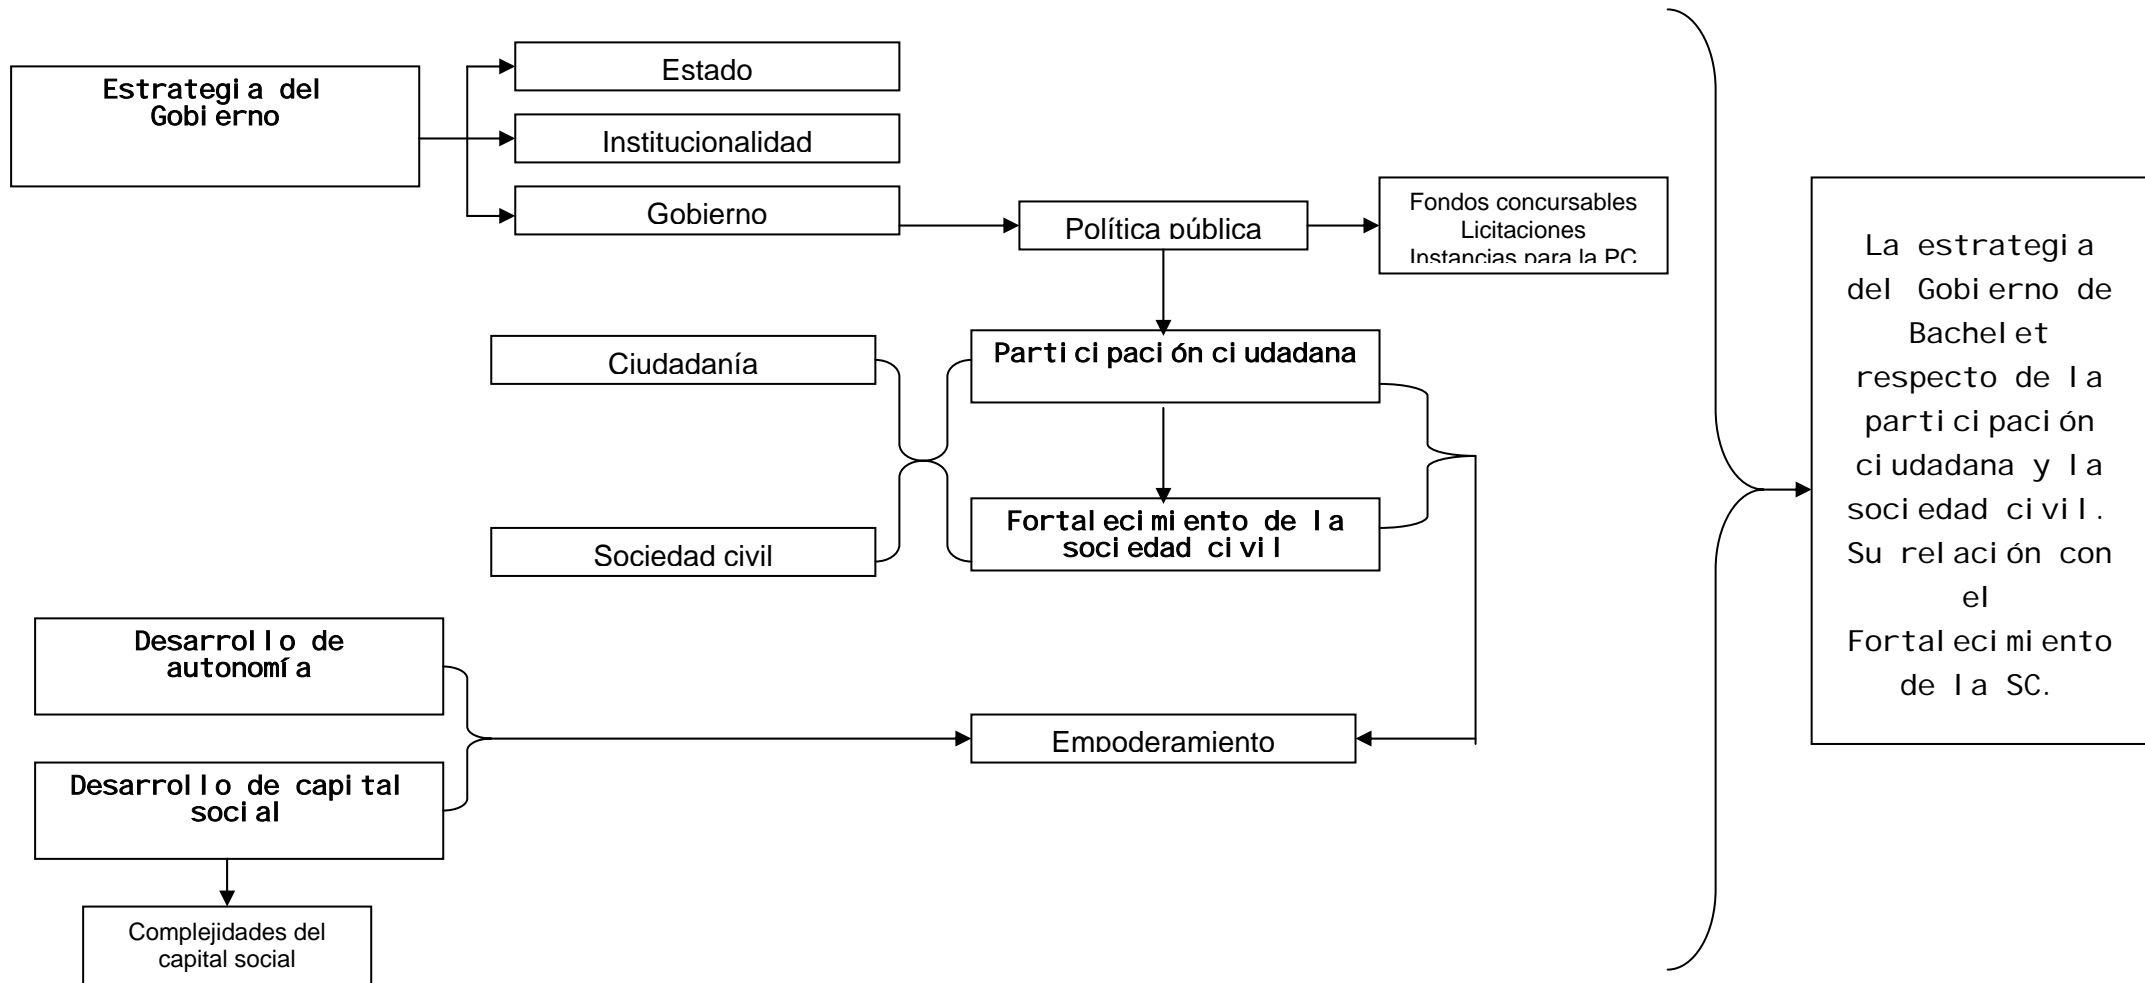 Estrategia del
Gobierno
Estado
Institucionalidad
Gobierno
Política pública
Fondos concursables
Licitaciones
Instancias para la PC
Ciudadanía
Sociedad civil
Participación ciudadana
Fortalecimiento de la
sociedad civil
Desarrollo de
autonomía
Desarrollo de capital
social
Complejidades del
capital social
Empoderamiento
La estrategia
del Gobierno de
Bachelet
respecto de la
participación
ciudadana y la
sociedad civil.
Su relación con
el
Fortalecimiento
de la SC.